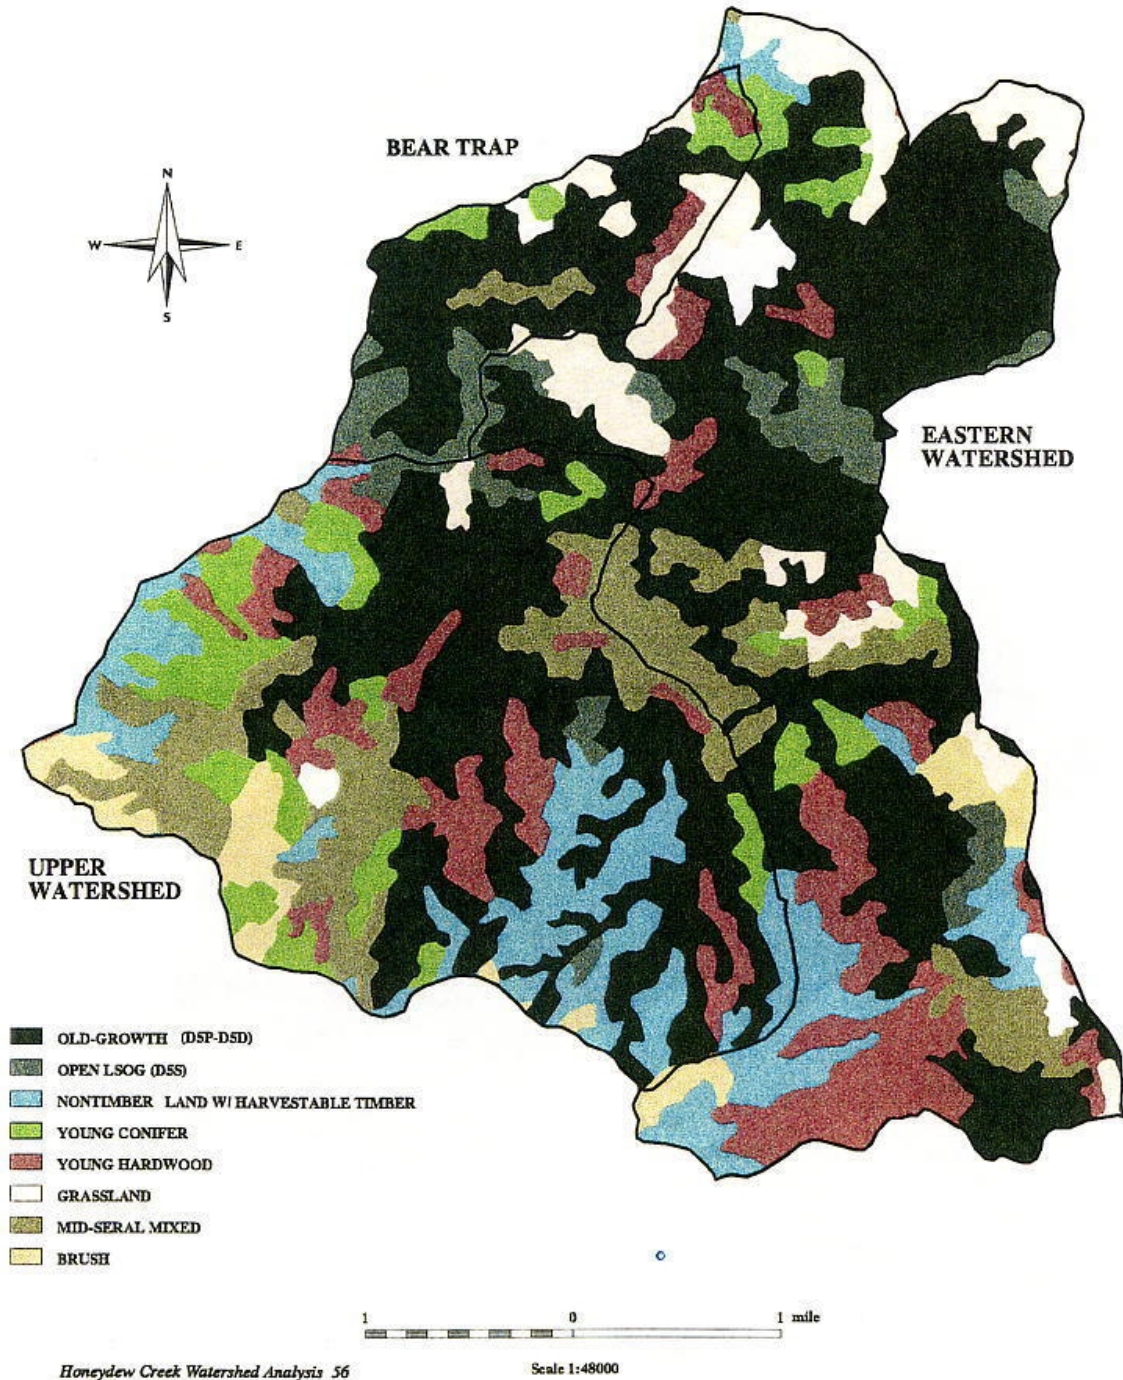 BEAR TRAP
N
W E
S
EASTERN
WATERSHED
UPPER
WATERSHED
OLD-GROWTH (D5P-D5D)
OPEN LSOG (D5S)
NONTIMBER LAND W/ HARVESTABLE TIMBER
YOUNG CONIFER
YOUNG HARDWOOD
GRASSLAND
MID-SERAL MIXED
BRUSH
1 0 1 mile
Honeydew Creek Watershed Analysis 56
Scale 1:48000